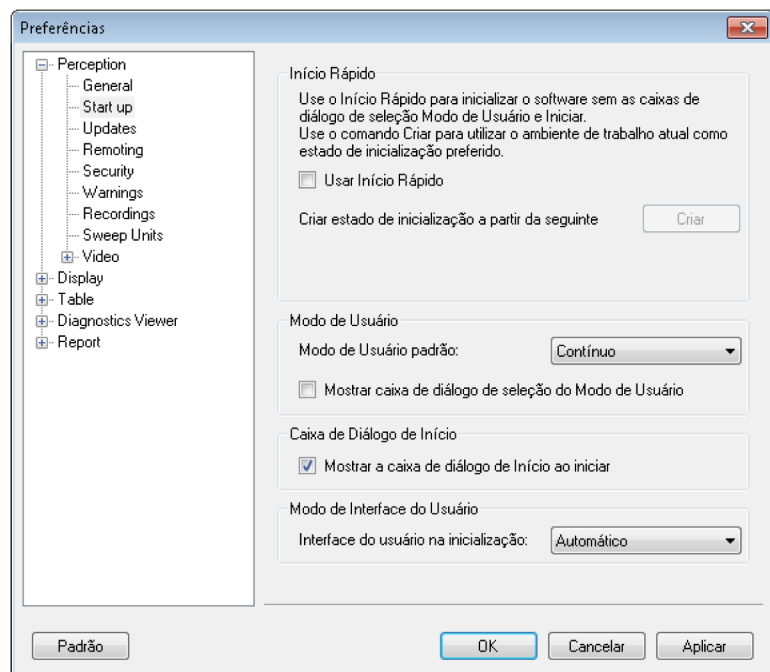 Preferências
Perception
General
Start up
Updates
Remoting
Security
Warnings
Recordings
Sweep Units
Video
Display
Table
Diagnostics Viewer
Report
Início Rápido
Use o Início Rápido para inicializar o software sem as caixas de
diálogo de seleção Modo de Usuário e Iniciar.
Use o comando Criar para utilizar o ambiente de trabalho atual como
estado de inicialização preferido.
Usar Início Rápido
Criar estado de inicialização a partir da seguinte
Criar
Modo de Usuário
Modo de Usuário padrão:
Contínuo
Mostrar caixa de diálogo de seleção do Modo de Usuário
Caixa de Diálogo de Início
Mostrar a caixa de diálogo de Início ao iniciar
Modo de Interface do Usuário
Interface do usuário na inicialização:
Automático
Padrão
OK
Cancelar
Aplicar